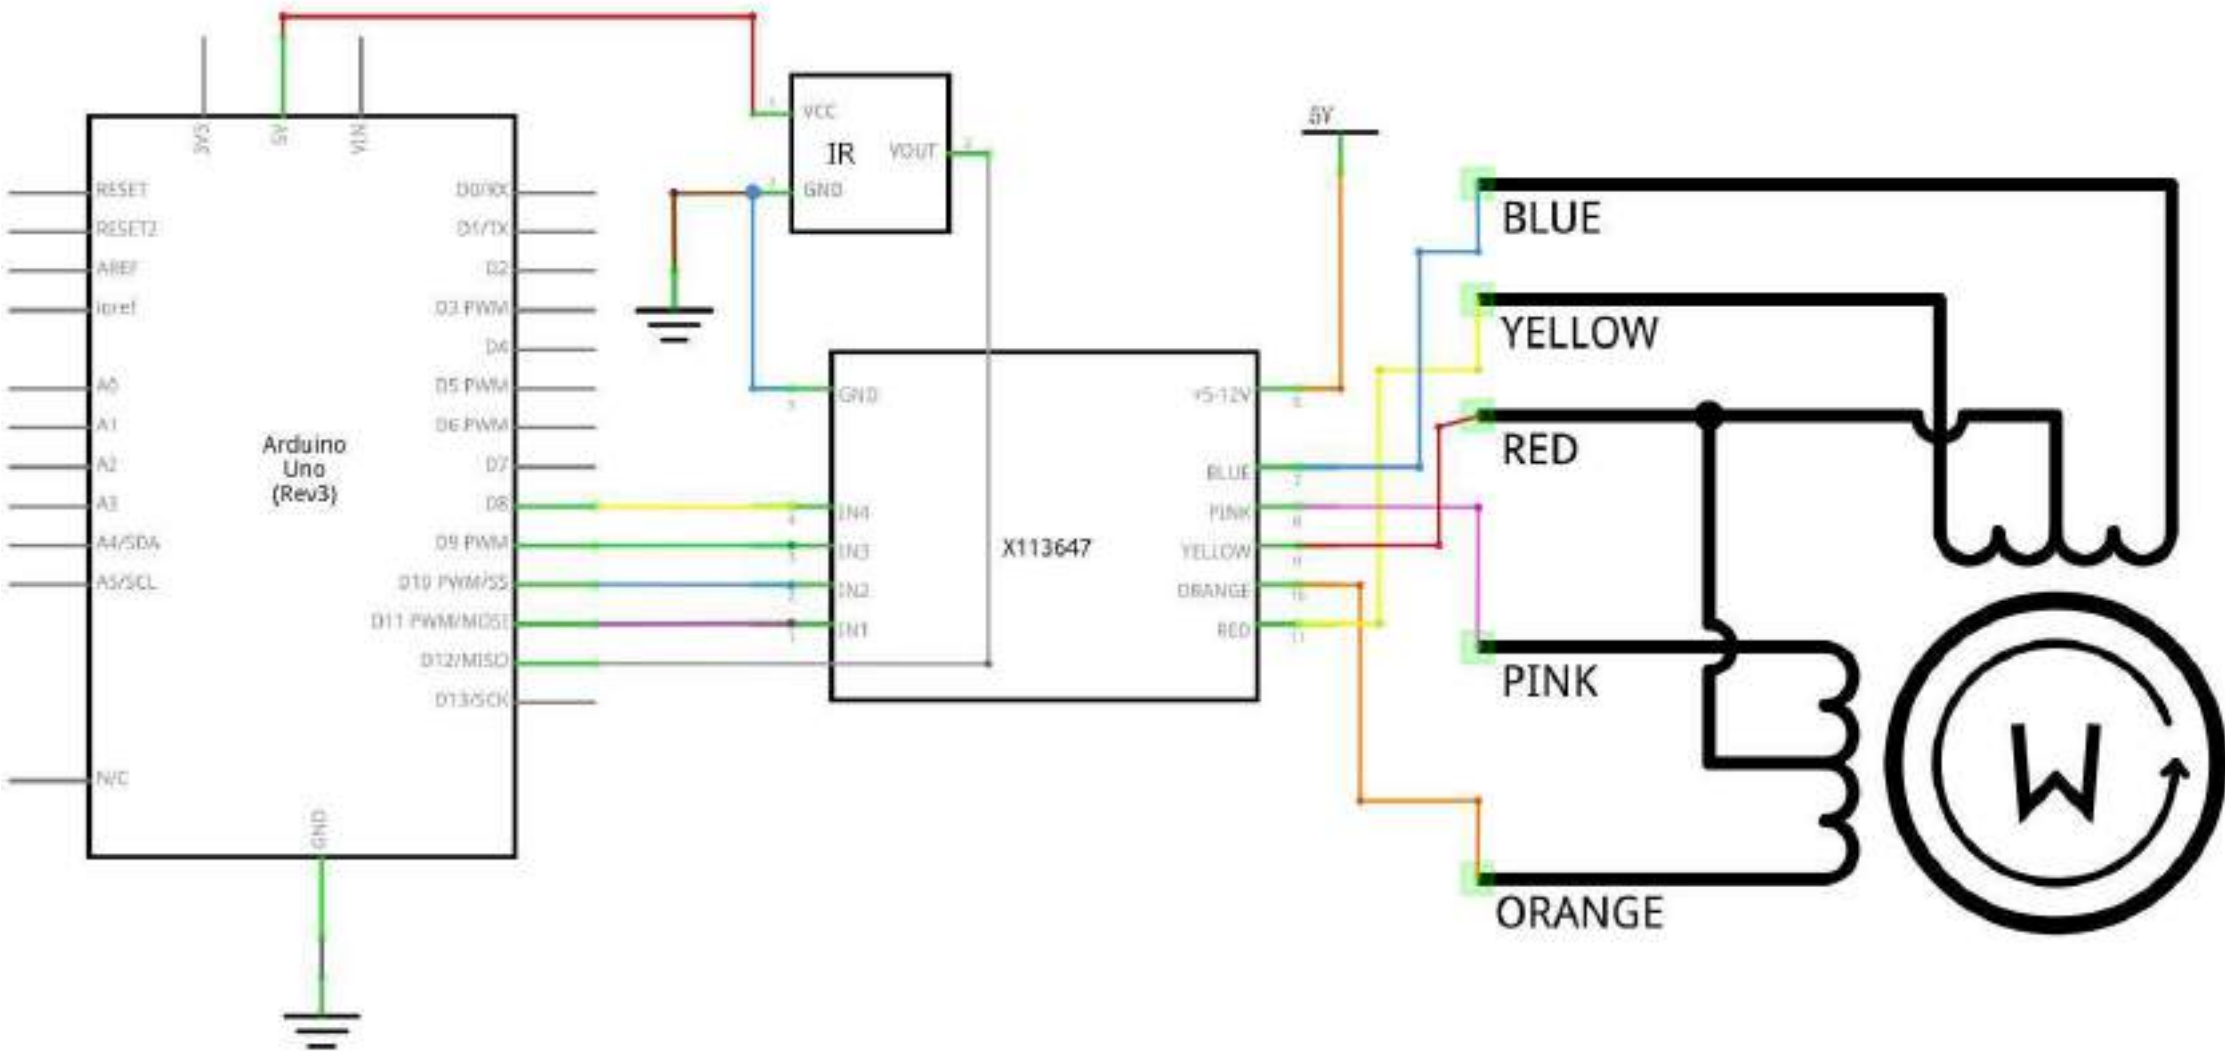 3V3
5V
VIN
RESET
RESET2
AREF
ioref
A0
A1
A2
A3
A4/SDA
A5/SCL
N/C
Arduino
Uno
(Rev3)
D0/RX
D1/TX
D2
D3 PWM
D4
D5 PWM
D6 PWM
D7
D8
D9 PWM
D10 PWM/SS
D11 PWM/MOSI
D12/MISO
D13/SCK
GND
VCC
IR
VOUT
GND
GND
IN4
IN3
IN2
IN1
X113647
+5-12V
BLUE
PINK
YELLOW
ORANGE
RED
5V
BLUE
YELLOW
RED
PINK
ORANGE
M